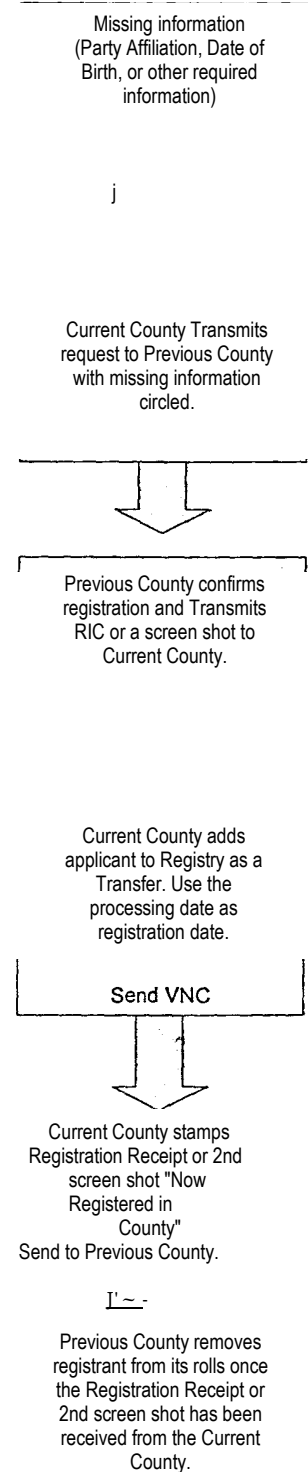 Missing information
(Party Affiliation, Date of
Birth, or other required
information)
j
Current County Transmits
request to Previous County
with missing information
circled.
Previous County confirms
registration and Transmits
RIC or a screen shot to
Current County.
Current County adds
applicant to Registry as a
Transfer. Use the
processing date as
registration date.
Send VNC
Current County stamps
Registration Receipt or 2nd
screen shot "Now
Registered in
County"
Send to Previous County.
I'~ -
Previous County removes
registrant from its rolls once
the Registration Receipt or
2nd screen shot has been
received from the Current
County.